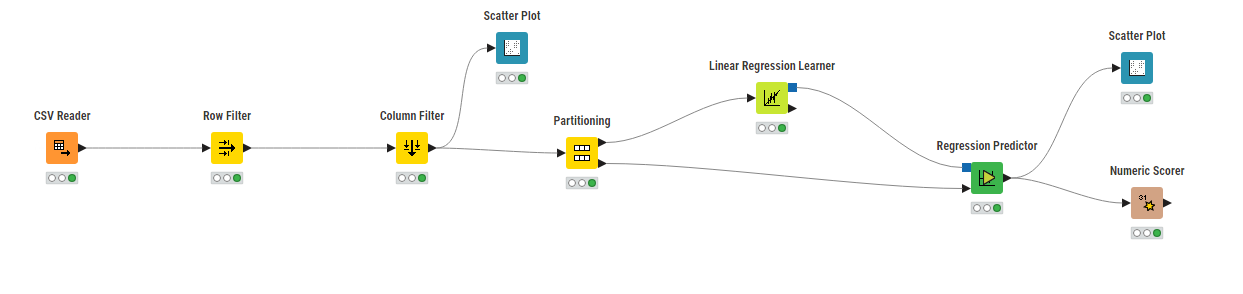 Scatter Plot
Scatter Plot
Linear Regression Learner
CSV Reader
Row Filter
Column Filter
Partitioning
Regression Predictor
Numeric Scorer